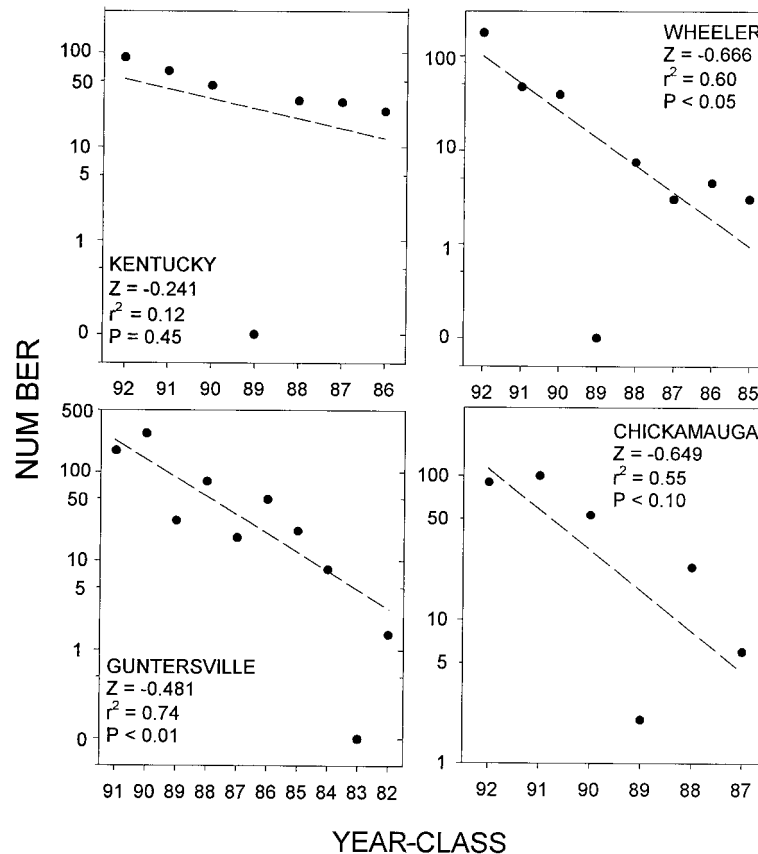 100
50
10
5
1
0
KENTUCKY
Z = -0.241
r² = 0.12
P = 0.45
92 91 90 89 88 87 86
WHEELER
Z = -0.666
r² = 0.60
P < 0.05
100
10
1
0
92 91 90 89 88 87 86 85
NUM BER
500
100
50
10
5
1
0
GUNTERSVILLE
Z = -0.481
r² = 0.74
P < 0.01
91 90 89 88 87 86 85 84 83 82
CHICKAMAUGA
Z = -0.649
r² = 0.55
P < 0.10
100
50
10
5
1
92 91 90 89 88 87
YEAR-CLASS